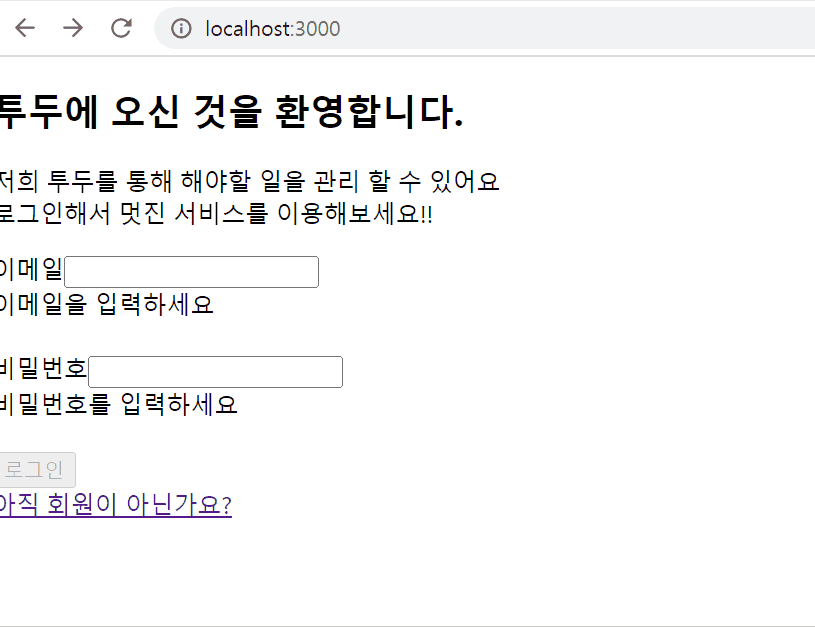 localhost:3000
투두에 오신 것을 환영합니다.
저희 투두를 통해 해야할 일을 관리 할 수 있어요
로그인해서 멋진 서비스를 이용해보세요!!
이메일
이메일을 입력하세요
비밀번호
비밀번호를 입력하세요
로그인
아직 회원이 아닌가요?